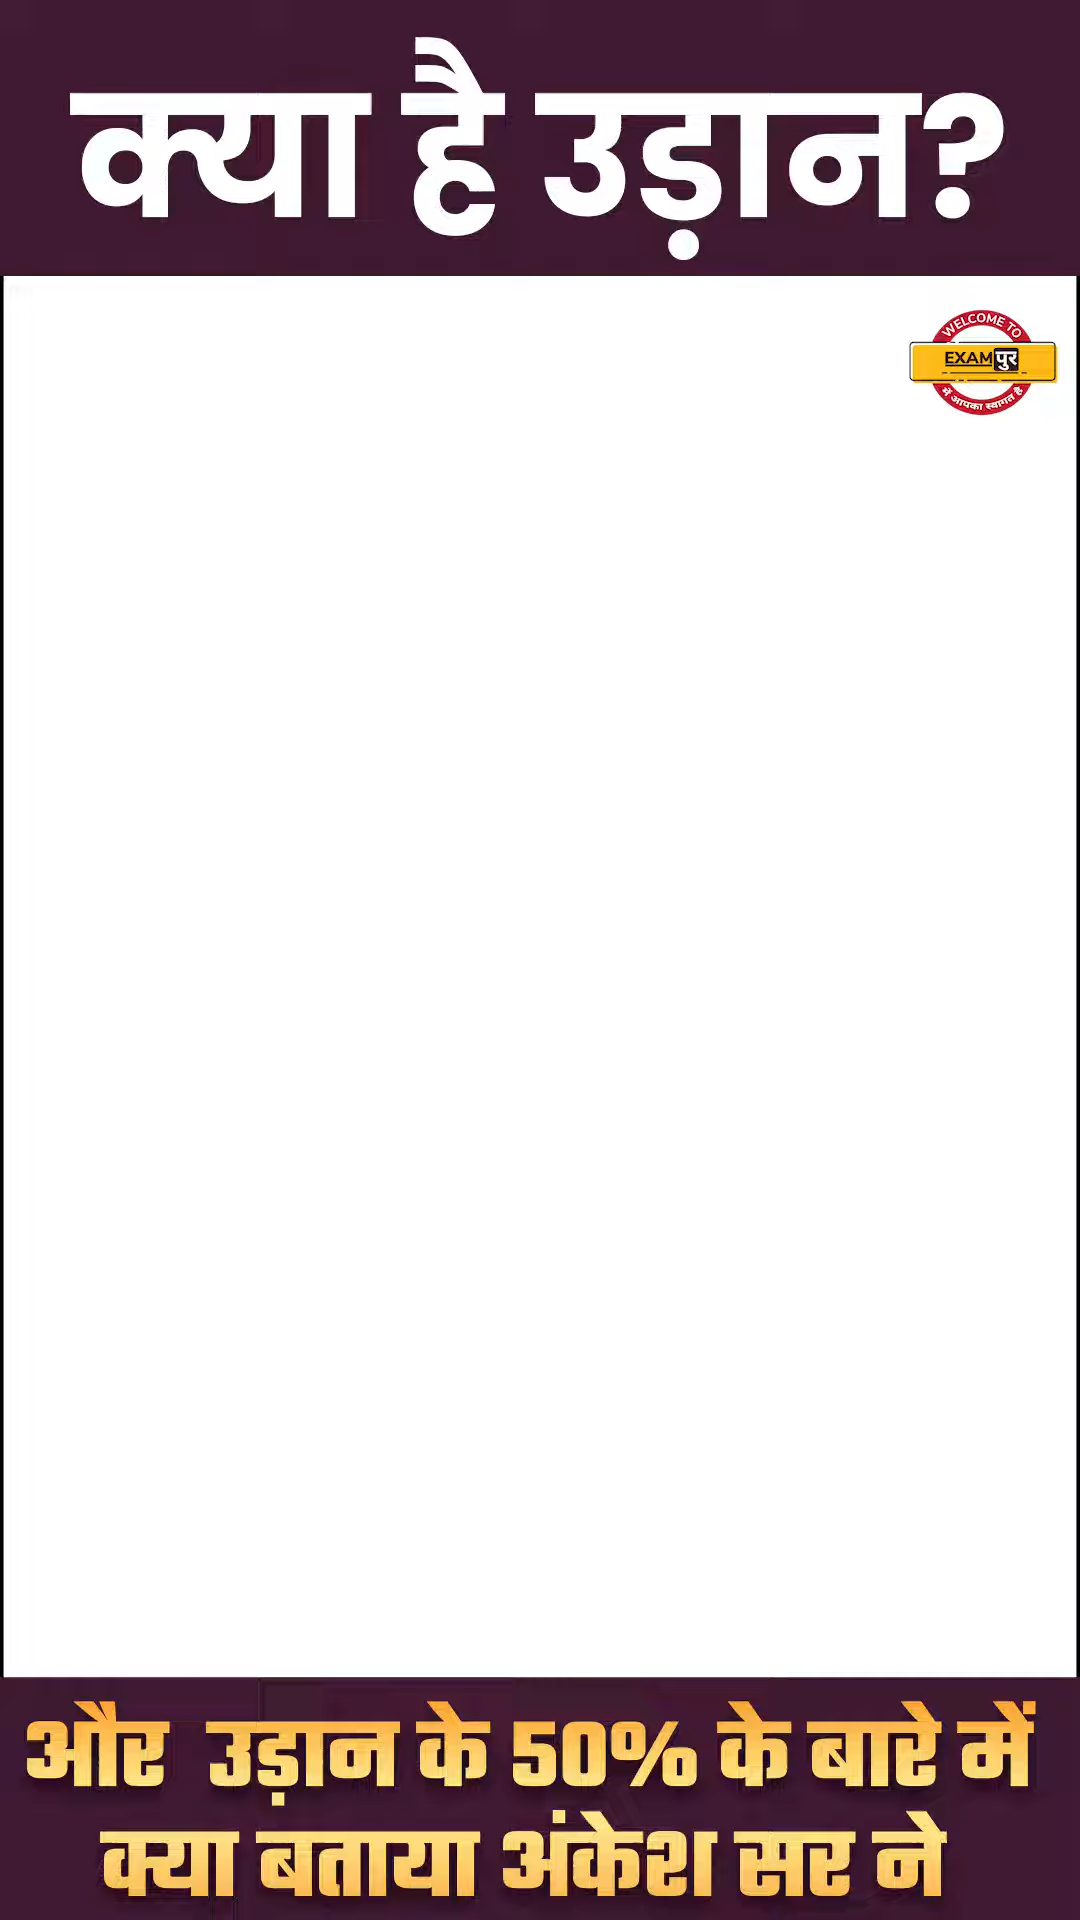 क्या है उड़ान?
WELCOME TO
EXAMपुर
में आपका स्वागत है
और उड़ान के 50% के बारे में
क्या बताया अंकेश सर ने